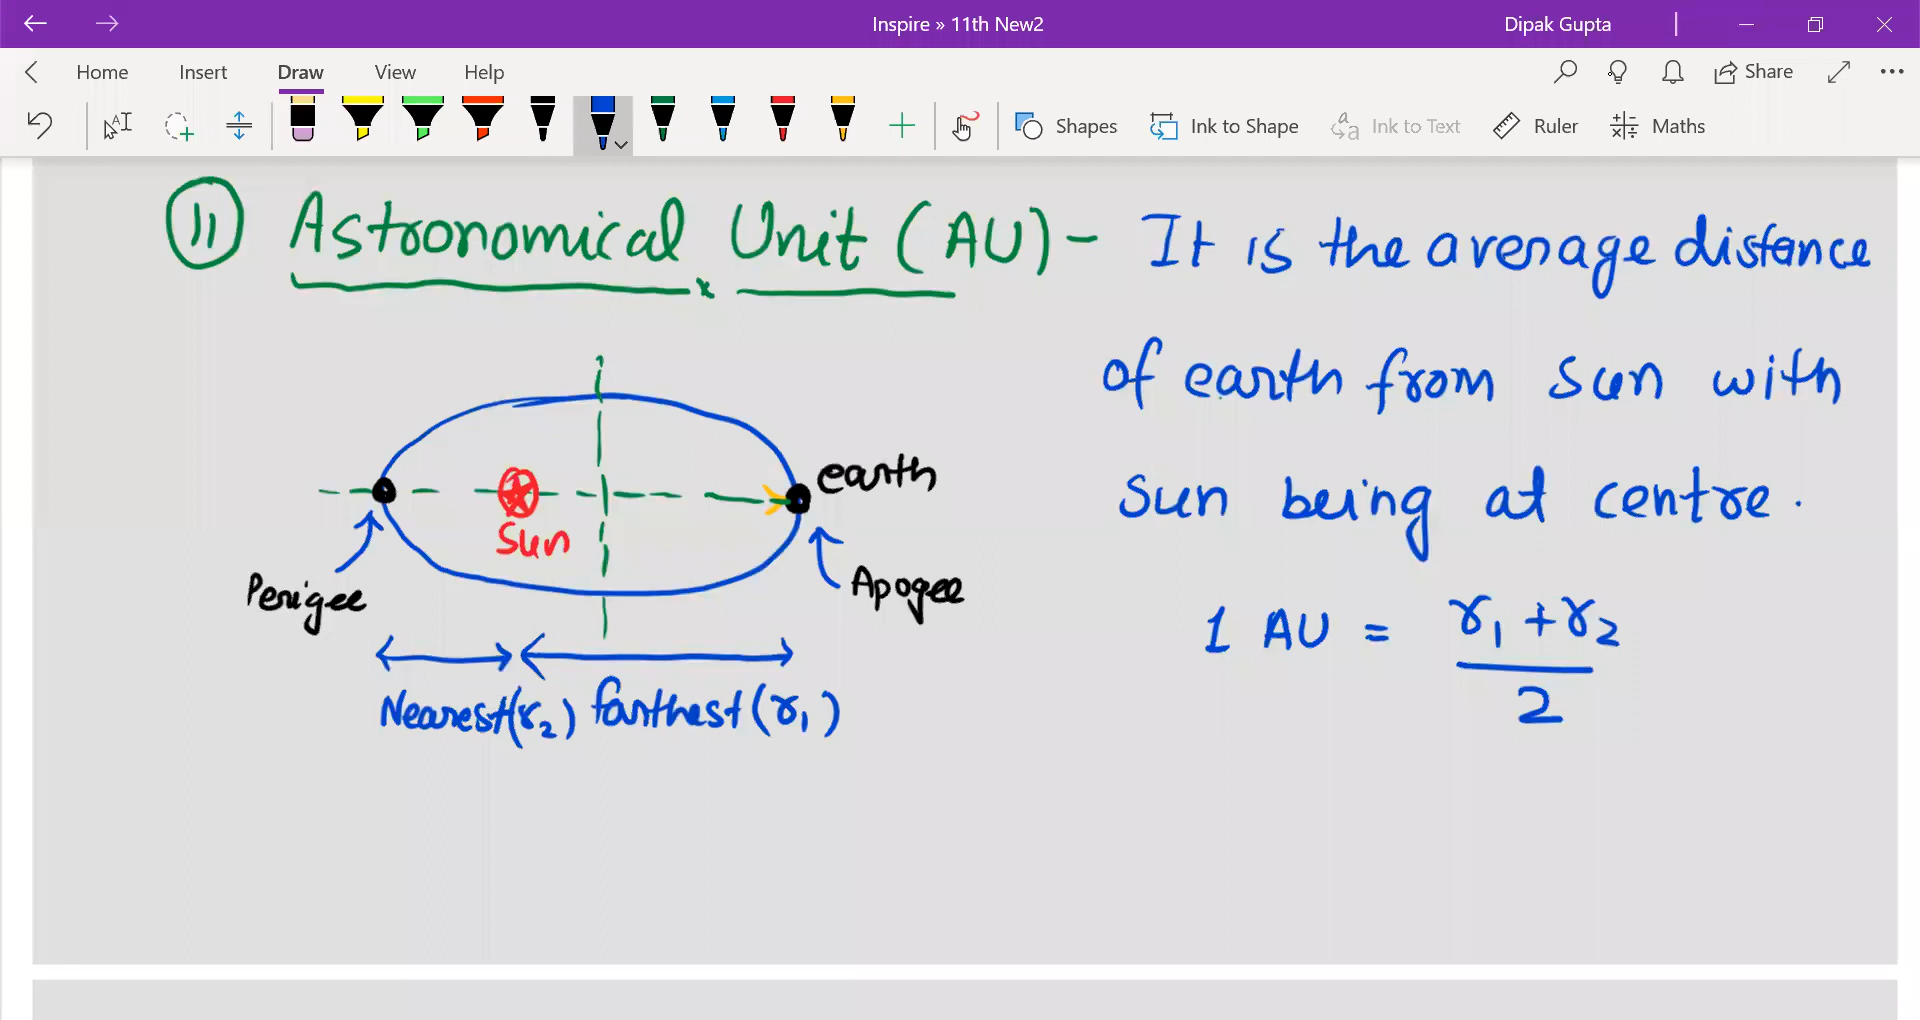 Inspire » 11th New2
Dipak Gupta
Home Insert Draw View Help
Share
Shapes Ink to Shape Ink to Text Ruler Maths
11 Astronomical Unit (AU) - It is the average distance
of earth from sun with
sun being at centre.
earth
Sun
Perigee
Apogee
Nearest (r2) farthest (r1)
1 AU = r1 + r2
2